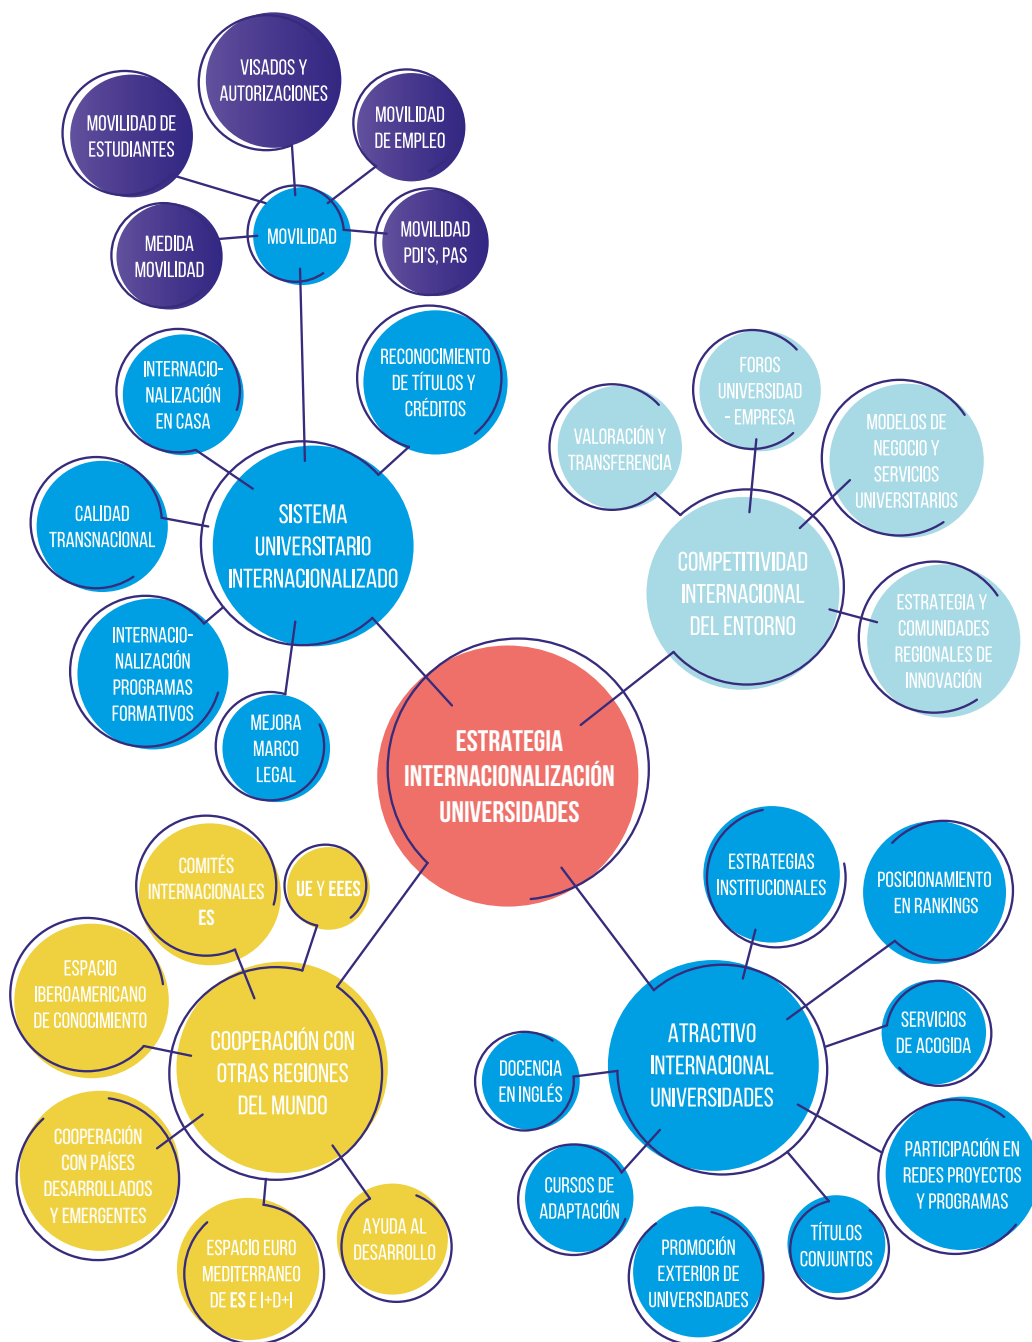 VISADOS Y
AUTORIZACIONES
MOVILIDAD DE
ESTUDIANTES
MOVILIDAD
DE EMPLEO
MEDIDA
MOVILIDAD
MOVILIDAD
MOVILIDAD
PDI'S, PAS
INTERNACIO-
NALIZACIÓN
EN CASA
RECONOCIMIENTO
DE TÍTULOS Y
CRÉDITOS
CALIDAD
TRANSNACIONAL
SISTEMA
UNIVERSITARIO
INTERNACIONALIZADO
INTERNACIO-
NALIZACIÓN
PROGRAMAS
FORMATIVOS
MEJORA
MARCO
LEGAL
FOROS
UNIVERSIDAD
- EMPRESA
VALORACIÓN Y
TRANSFERENCIA
MODELOS DE
NEGOCIO Y
SERVICIOS
UNIVERSITARIOS
COMPETITIVIDAD
INTERNACIONAL
DEL ENTORNO
ESTRATEGIA Y
COMUNIDADES
REGIONALES DE
INNOVACIÓN
ESTRATEGIA
INTERNACIONALIZACIÓN
UNIVERSIDADES
COMITÉS
INTERNACIONALES
ES
UE Y EEES
ESPACIO
IBEROAMERICANO
DE CONOCIMIENTO
COOPERACIÓN CON
OTRAS REGIONES
DEL MUNDO
COOPERACIÓN
CON PAÍSES
DESARROLLADOS
Y EMERGENTES
ESPACIO EURO
MEDITERRANEO
DE ES E I+D+I
AYUDA AL
DESARROLLO
ESTRATEGIAS
INSTITUCIONALES
POSICIONAMIENTO
EN RANKINGS
SERVICIOS
DE ACOGIDA
ATRACTIVO
INTERNACIONAL
UNIVERSIDADES
DOCENCIA
EN INGLÉS
CURSOS DE
ADAPTACIÓN
PROMOCIÓN
EXTERIOR DE
UNIVERSIDADES
TÍTULOS
CONJUNTOS
PARTICIPACIÓN EN
REDES PROYECTOS
Y PROGRAMAS